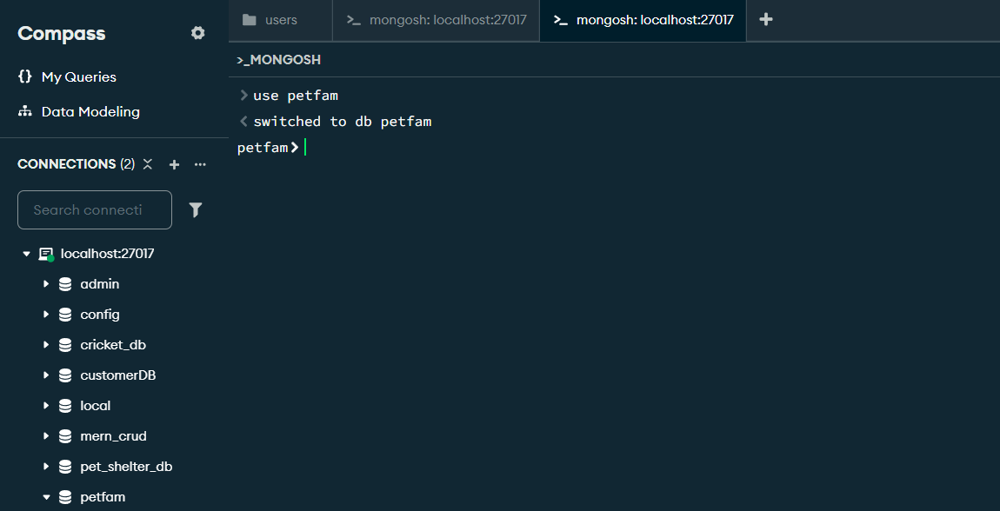 Compass
My Queries
Data Modeling
CONNECTIONS (2)
Search connecti
localhost:27017
admin
config
cricket_db
customerDB
local
mern_crud
pet_shelter_db
petfam
users
>_ mongosh: localhost:27017
>_ mongosh: localhost:27017
>_MONGOSH
> use petfam
< switched to db petfam
petfam>